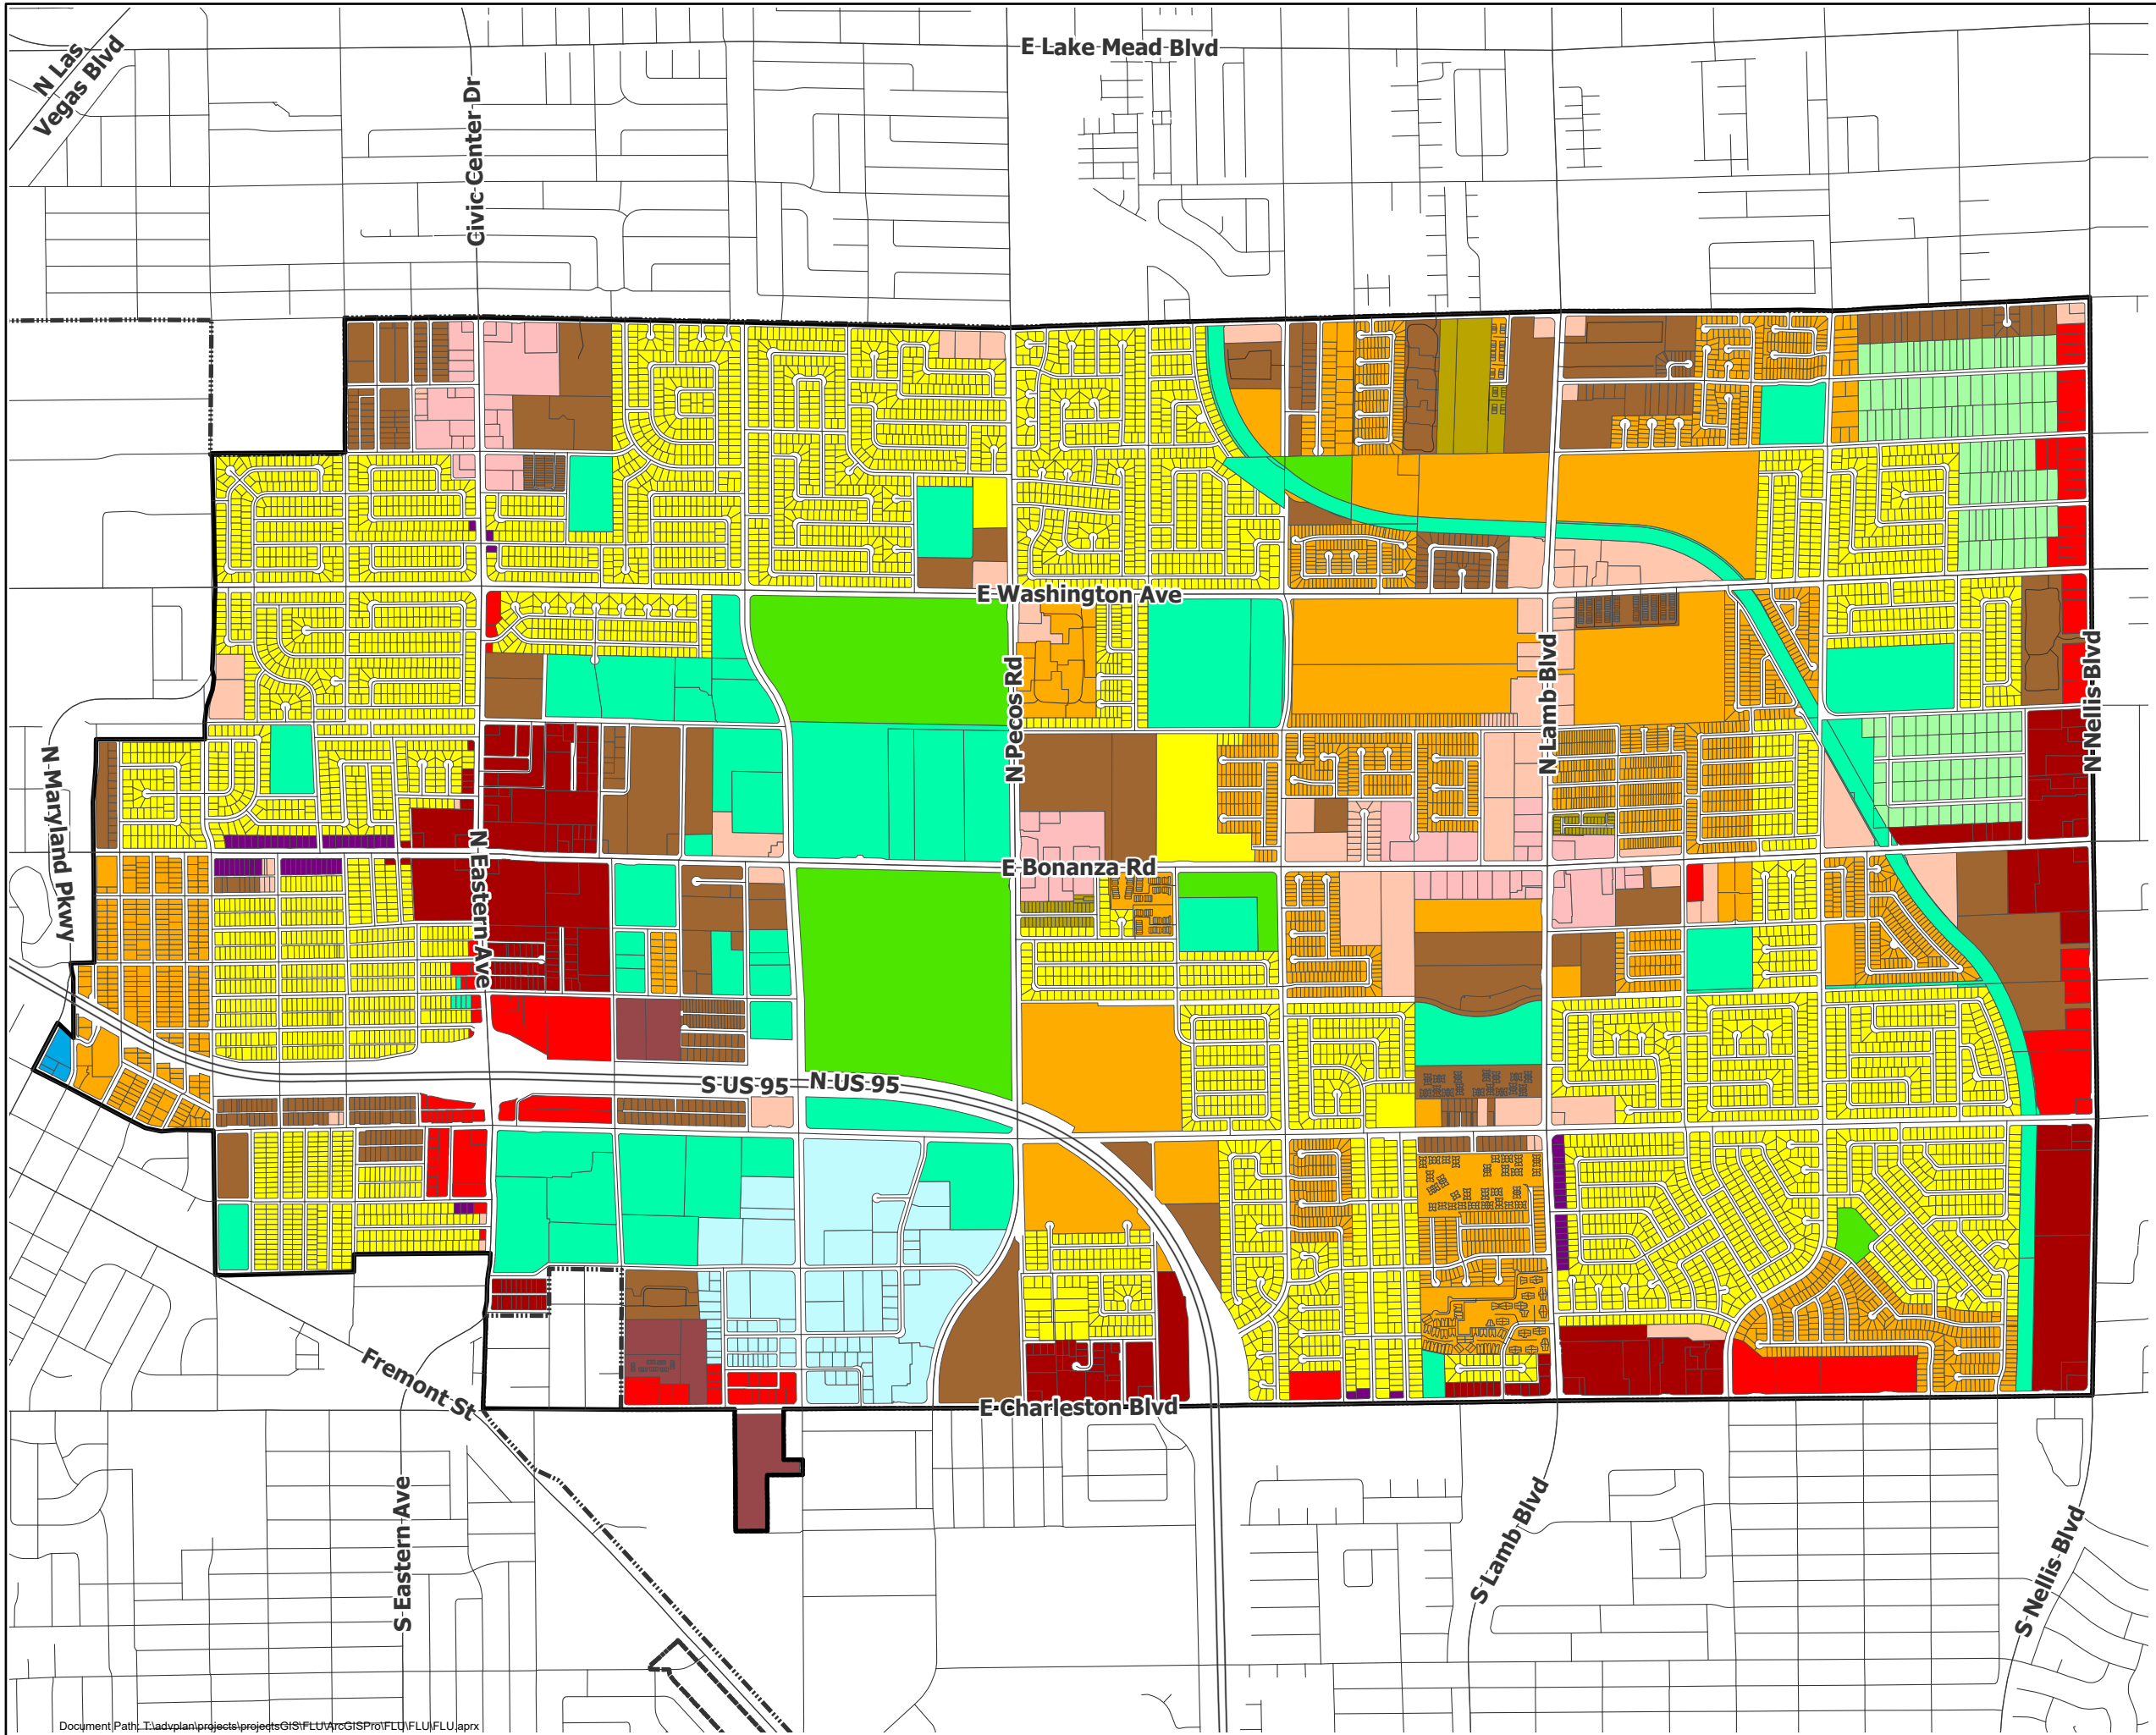 E Lake Mead Blvd
N Las
Vegas Blvd
Civic Center Dr
E Washington Ave
N Pecos Rd
N Lamb Blvd
N Nellis Blvd
N Maryland Pkwy
N Eastern Ave
E Bonanza Rd
S US 95
N US 95
Fremont St
E Charleston Blvd
S Eastern Ave
S Lamb Blvd
S Nellis Blvd
Document Path: T:\advplan\projects\projectsGIS\FLU\ArcGISPro\FLU\FLU\FLU.aprx